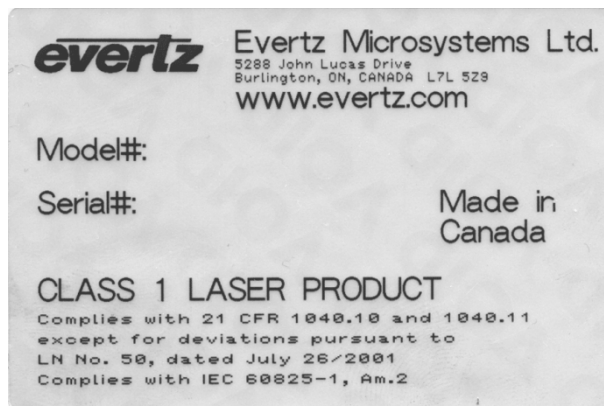 evertz
Evertz Microsystems Ltd.
5288 John Lucas Drive
Burlington, ON, CANADA L7L 5Z9
www.evertz.com
Model#:
Serial#:
Made in
Canada
CLASS 1 LASER PRODUCT
Complies with 21 CFR 1040.10 and 1040.11
except for deviations pursuant to
LN No. 50, dated July 26/2001
Complies with IEC 60825-1, Am.2